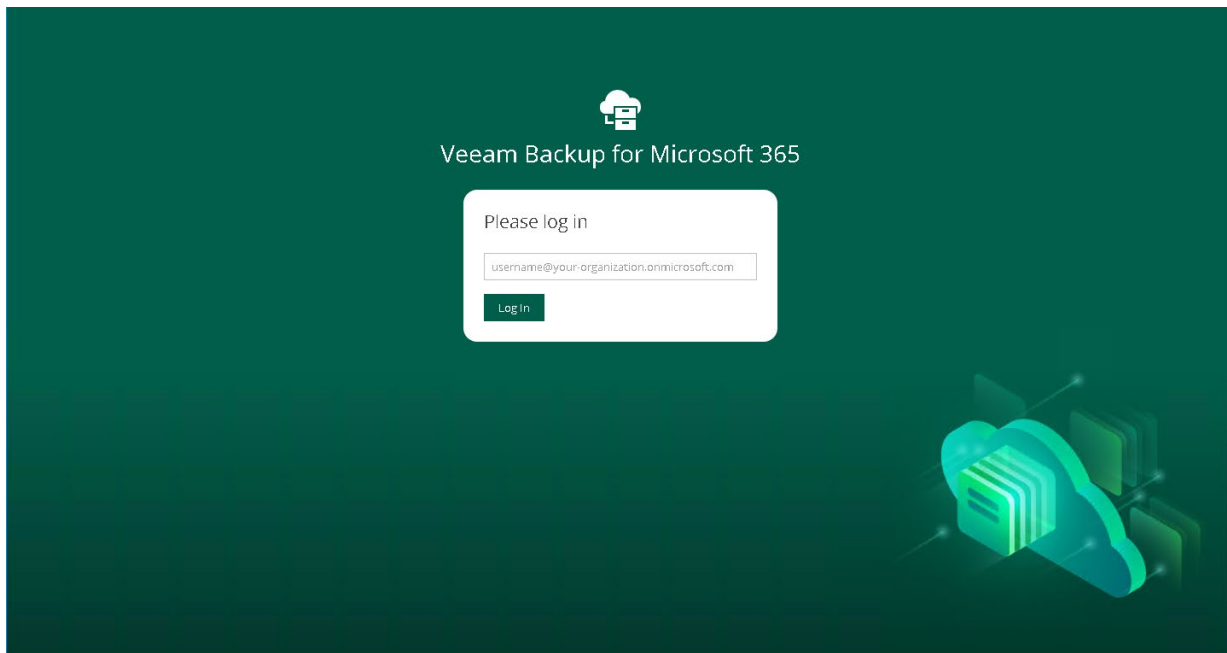 Veeam Backup for Microsoft 365
Please log in
username@your-organization.onmicrosoft.com
Log In